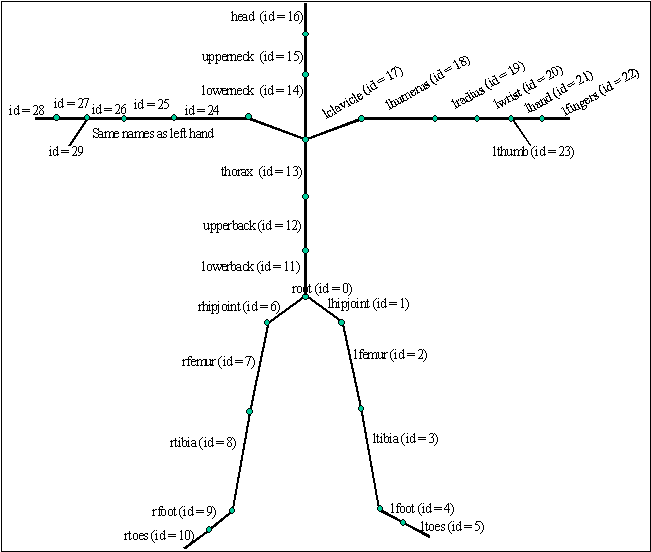 head (id = 16)
upperneck (id = 15)
lowerneck (id = 14)
lclavicle (id = 17)
lhumerus (id = 18)
lradius (id = 19)
lwrist (id = 20)
lhand (id = 21)
lfingers (id = 22)
id = 28
id = 27
id = 26
id = 25
id = 24
Same names as left hand
id = 29
lthumb (id = 23)
thorax (id = 13)
upperback (id = 12)
lowerback (id = 11)
root (id = 0)
rhipjoint (id = 6)
lhipjoint (id = 1)
rfemur (id = 7)
lfemur (id = 2)
rtibia (id = 8)
ltibia (id = 3)
rfoot (id = 9)
lfoot (id = 4)
rtoes (id = 10)
ltoes (id = 5)